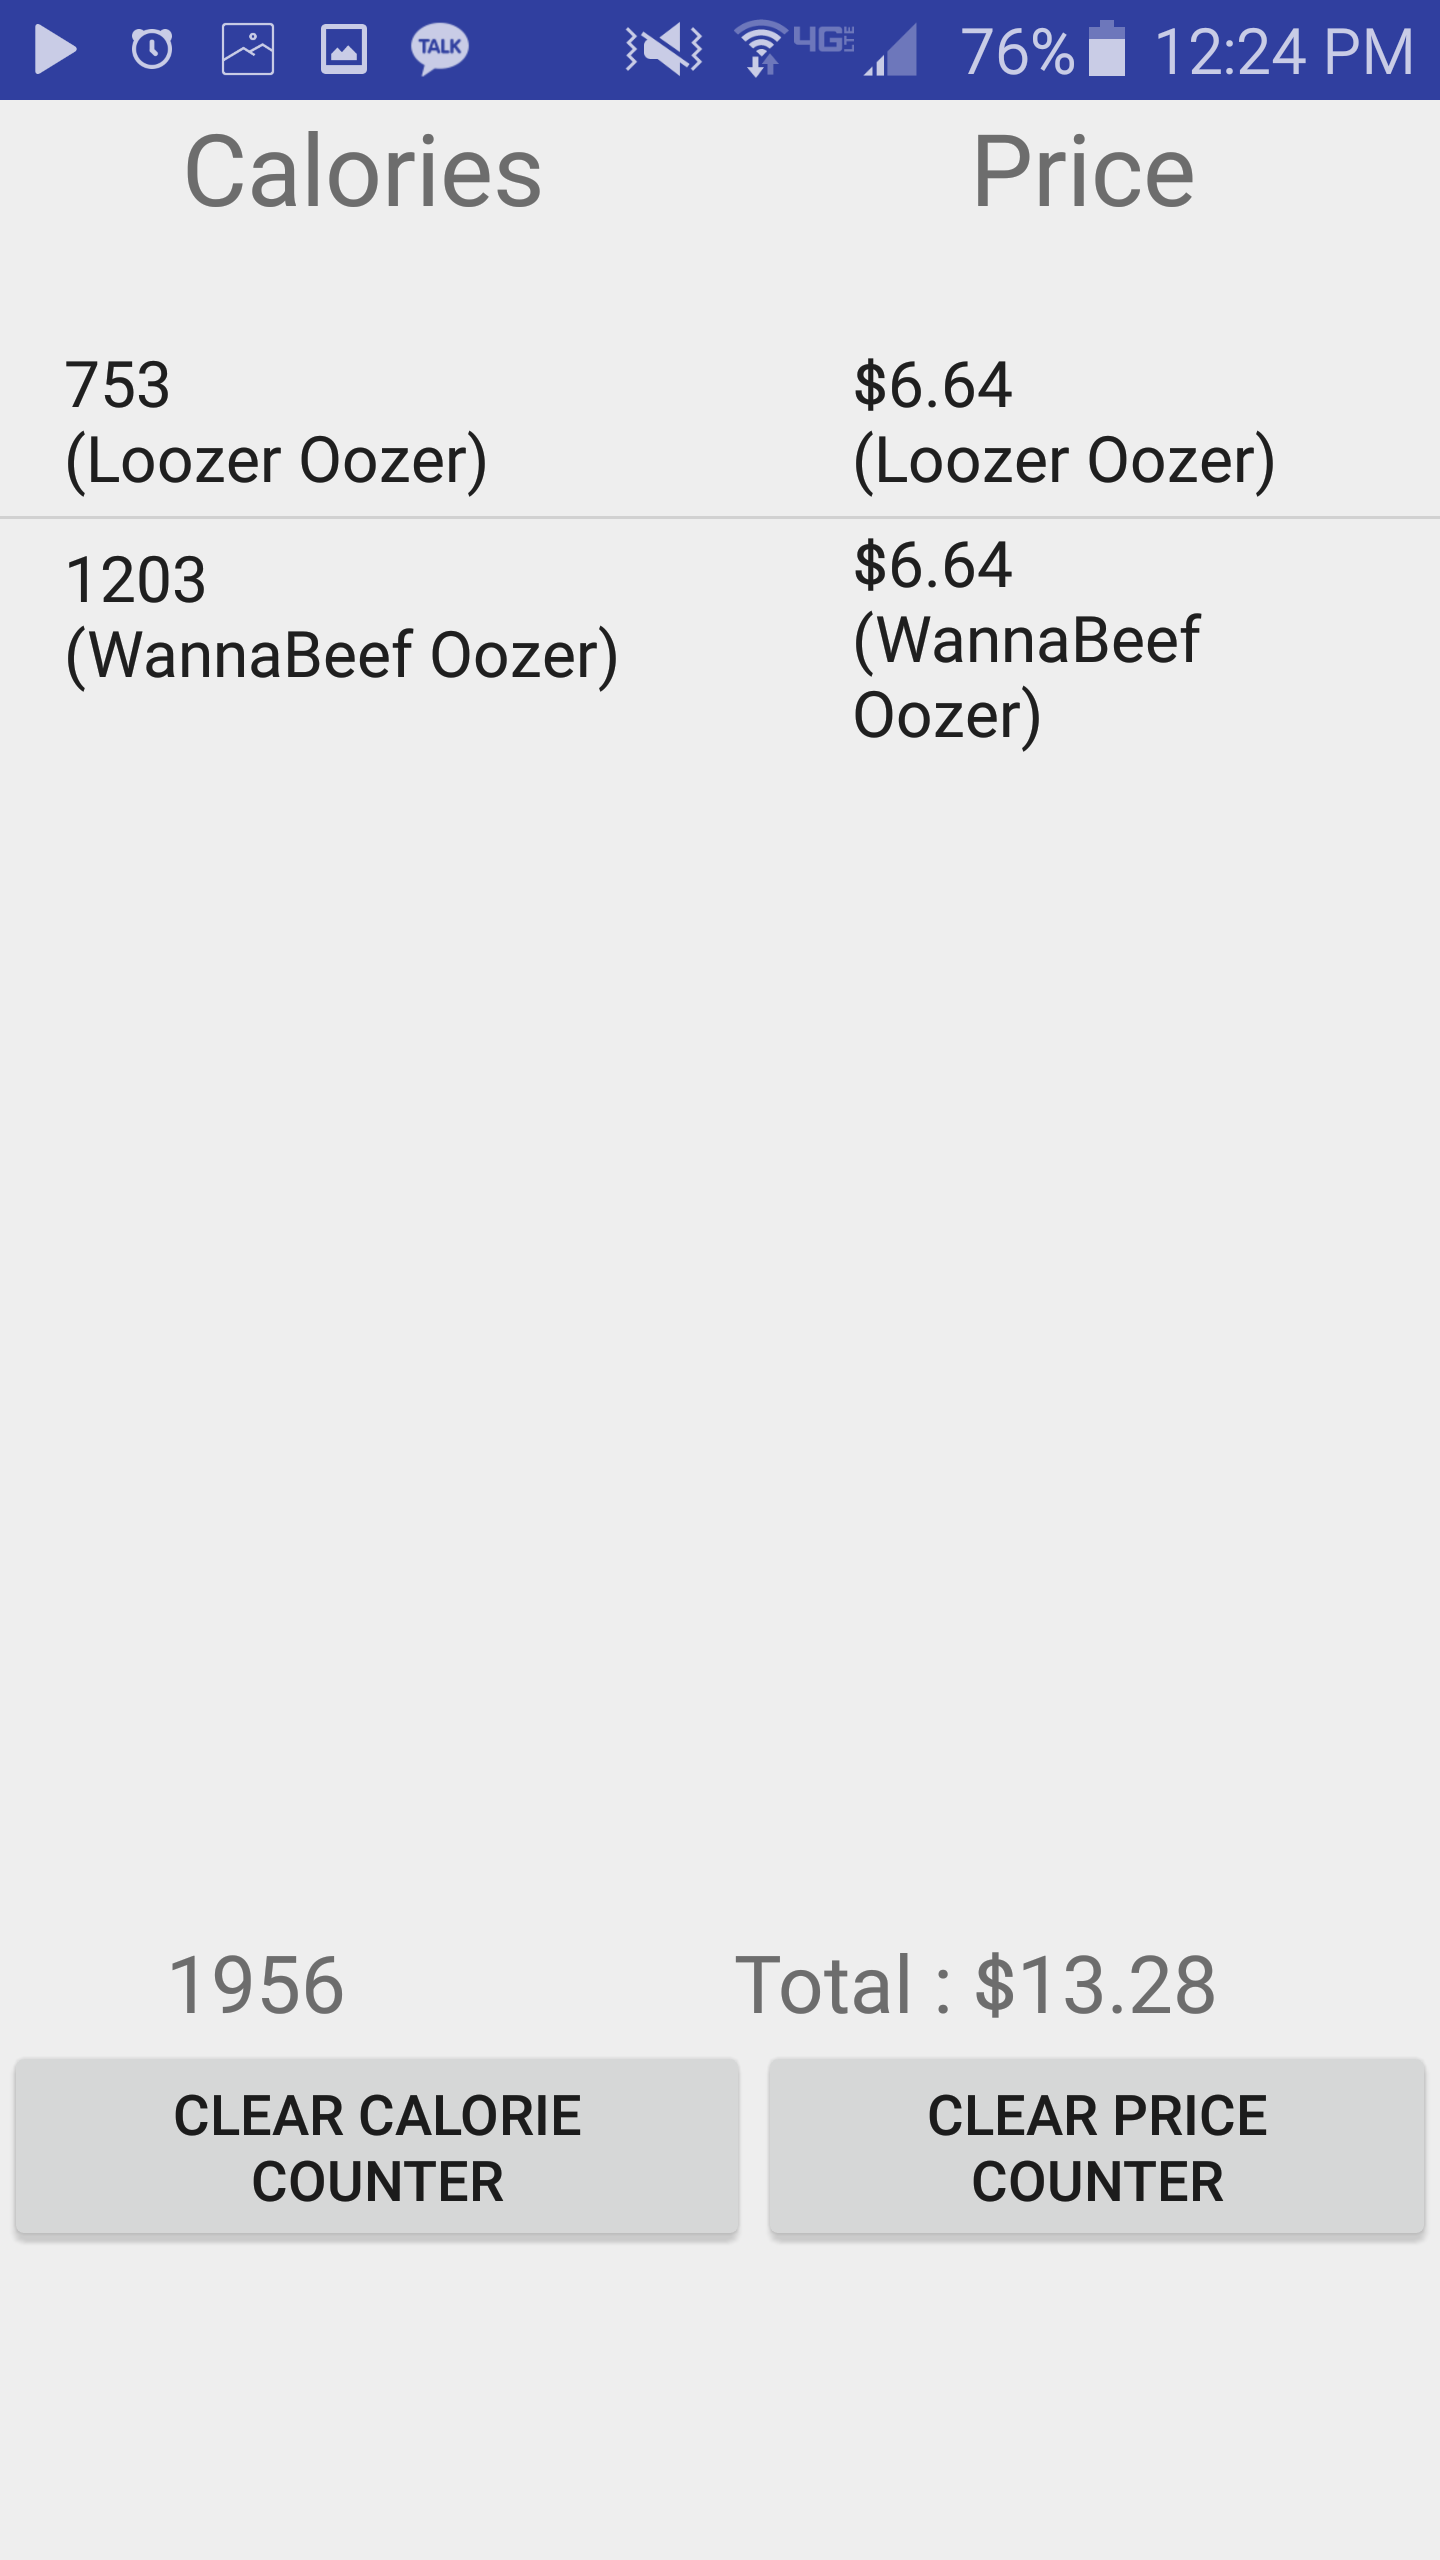 TALK 4G LTE 76% 12:24 PM
Calories Price
753
(Loozer Oozer)
$6.64
(Loozer Oozer)
1203
(WannaBeef Oozer)
$6.64
(WannaBeef
Oozer)
1956 Total : $13.28
CLEAR CALORIE
COUNTER
CLEAR PRICE
COUNTER